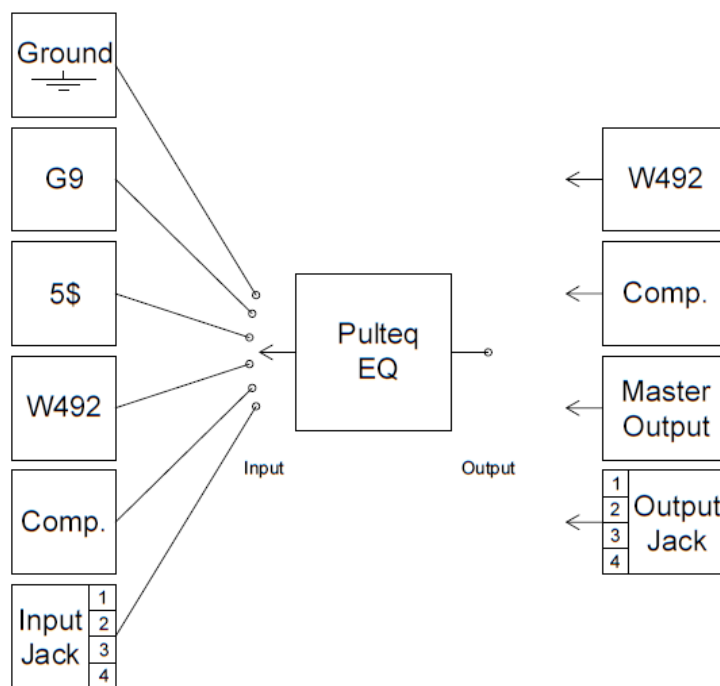 Ground
G9
5$
W492
Comp.
Input
Jack
1
2
3
4
Pulteq
EQ
Input
Output
W492
Comp.
Master
Output
1
2
3
4
Output
Jack